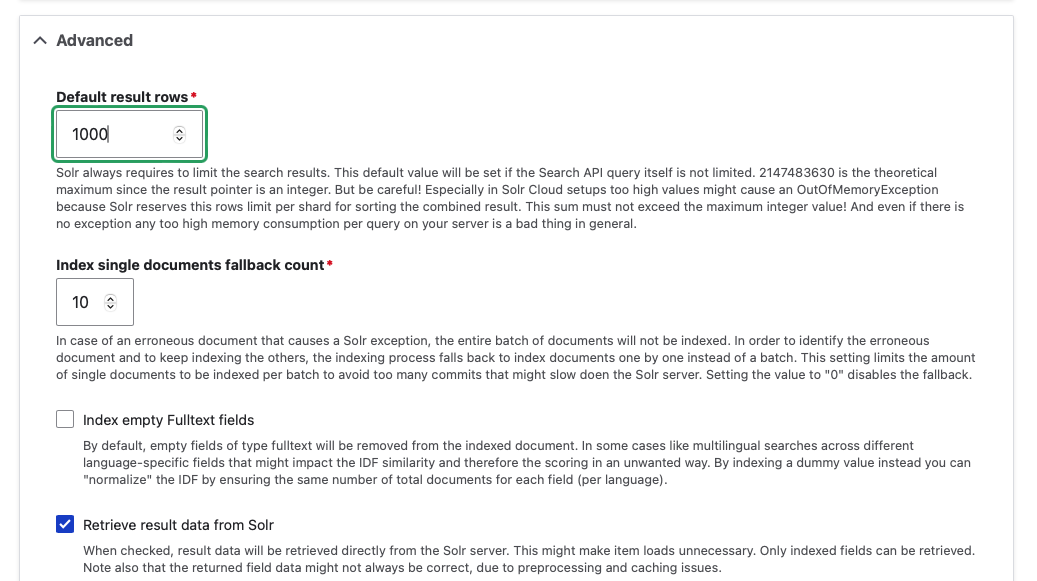 Advanced
Default result rows*
1000
Solr always requires to limit the search results. This default value will be set if the Search API query itself is not limited. 2147483630 is the theoretical
maximum since the result pointer is an integer. But be careful! Especially in Solr Cloud setups too high values might cause an OutOfMemoryException
because Solr reserves this rows limit per shard for sorting the combined result. This sum must not exceed the maximum integer value! And even if there is
no exception any too high memory consumption per query on your server is a bad thing in general.
Index single documents fallback count*
10
In case of an erroneous document that causes a Solr exception, the entire batch of documents will not be indexed. In order to identify the erroneous
document and to keep indexing the others, the indexing process falls back to index documents one by one instead of a batch. This setting limits the amount
of single documents to be indexed per batch to avoid too many commits that might slow doen the Solr server. Setting the value to "0" disables the fallback.
Index empty Fulltext fields
By default, empty fields of type fulltext will be removed from the indexed document. In some cases like multilingual searches across different
language-specific fields that might impact the IDF similarity and therefore the scoring in an unwanted way. By indexing a dummy value instead you can
"normalize" the IDF by ensuring the same number of total documents for each field (per language).
Retrieve result data from Solr
When checked, result data will be retrieved directly from the Solr server. This might make item loads unnecessary. Only indexed fields can be retrieved.
Note also that the returned field data might not always be correct, due to preprocessing and caching issues.